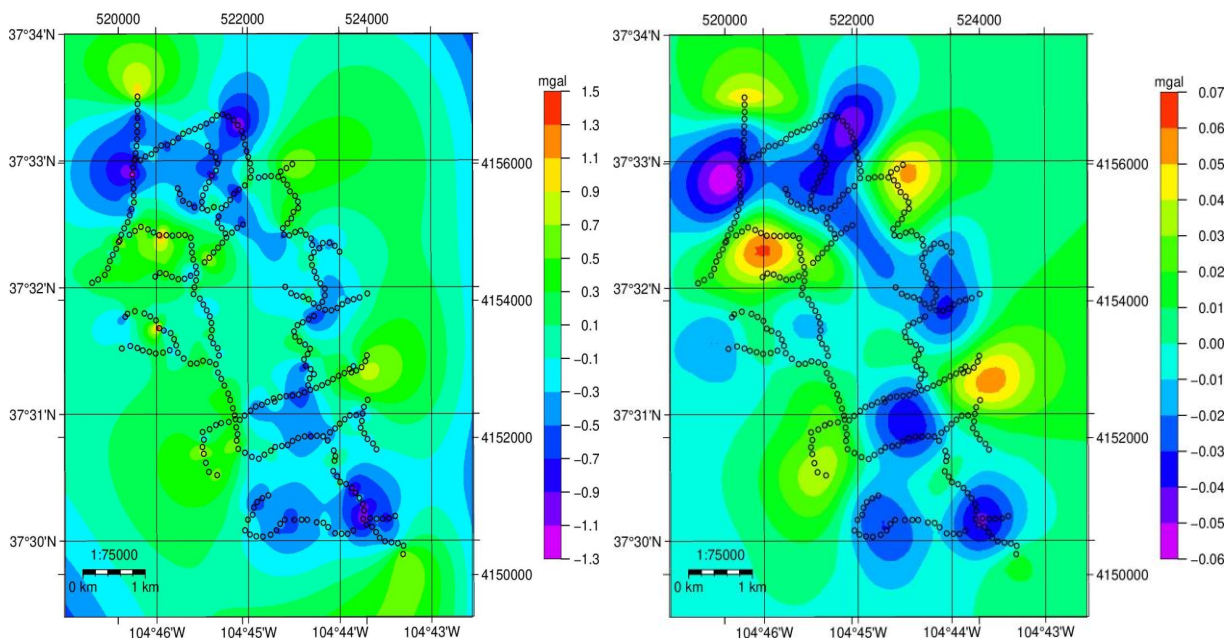 520000 522000 524000
37°34'N
37°33'N
37°32'N
37°31'N
37°30'N
4156000
4154000
4152000
4150000
1:75000
0 km 1 km
104°46'W 104°45'W 104°44'W 104°43'W
mgal
1.5
1.3
1.1
0.9
0.7
0.5
0.3
0.1
−0.1
−0.3
−0.5
−0.7
−0.9
−1.1
−1.3
520000 522000 524000
37°34'N
37°33'N
37°32'N
37°31'N
37°30'N
4156000
4154000
4152000
4150000
1:75000
0 km 1 km
104°46'W 104°45'W 104°44'W 104°43'W
mgal
0.07
0.06
0.05
0.04
0.03
0.02
0.01
0.00
−0.01
−0.02
−0.03
−0.04
−0.05
−0.06